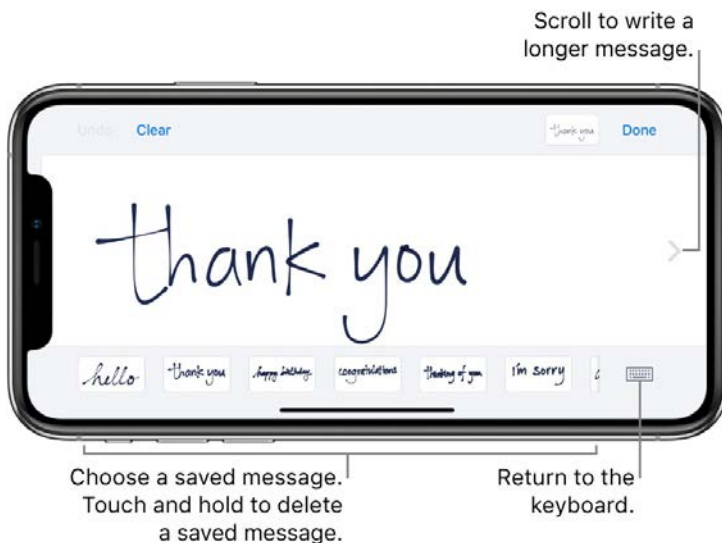 Scroll to write a
longer message.
Undo Clear thank you Done
thank you
hello thank you happy birthday congratulations thinking of you I'm sorry
Choose a saved message.
Touch and hold to delete
a saved message.
Return to the
keyboard.